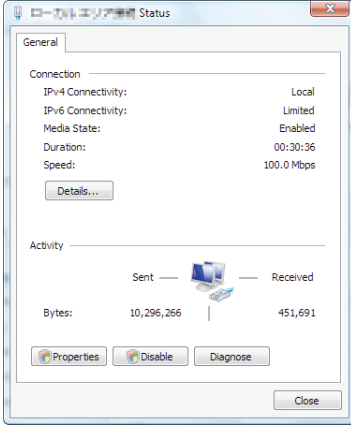 ローカル エリア接続 Status
General
Connection
IPv4 Connectivity: Local
IPv6 Connectivity: Limited
Media State: Enabled
Duration: 00:30:36
Speed: 100.0 Mbps
Details...
Activity
Sent Received
Bytes: 10,296,266 451,691
Properties Disable Diagnose
Close